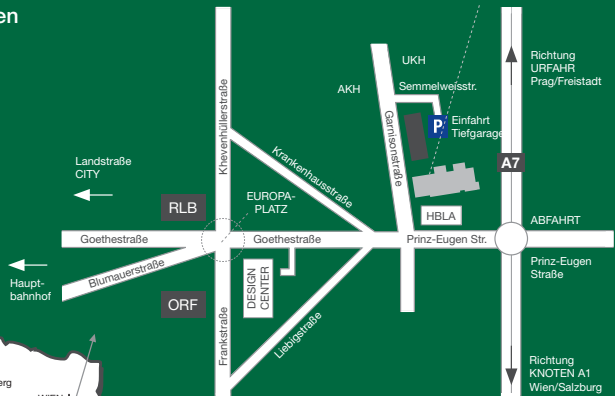 en
UKH
Richtung
URFAHR
Prag/Freistadt
Semmelweisstr.
AKH
Khevenhüllerstraße
Garnisonstraße
P
Einfahrt
Tiefgarage
Krankenhausstraße
A7
Landstraße
CITY
RLB
EUROPA-
PLATZ
HBLA
ABFAHRT
Goethestraße
Goethestraße
Prinz-Eugen Str.
Prinz-Eugen
Straße
Blumauerstraße
Haupt-
bahnhof
ORF
DESIGN
CENTER
Frankstraße
Liebigstraße
Richtung
KNOTEN A1
Wien/Salzburg
erg